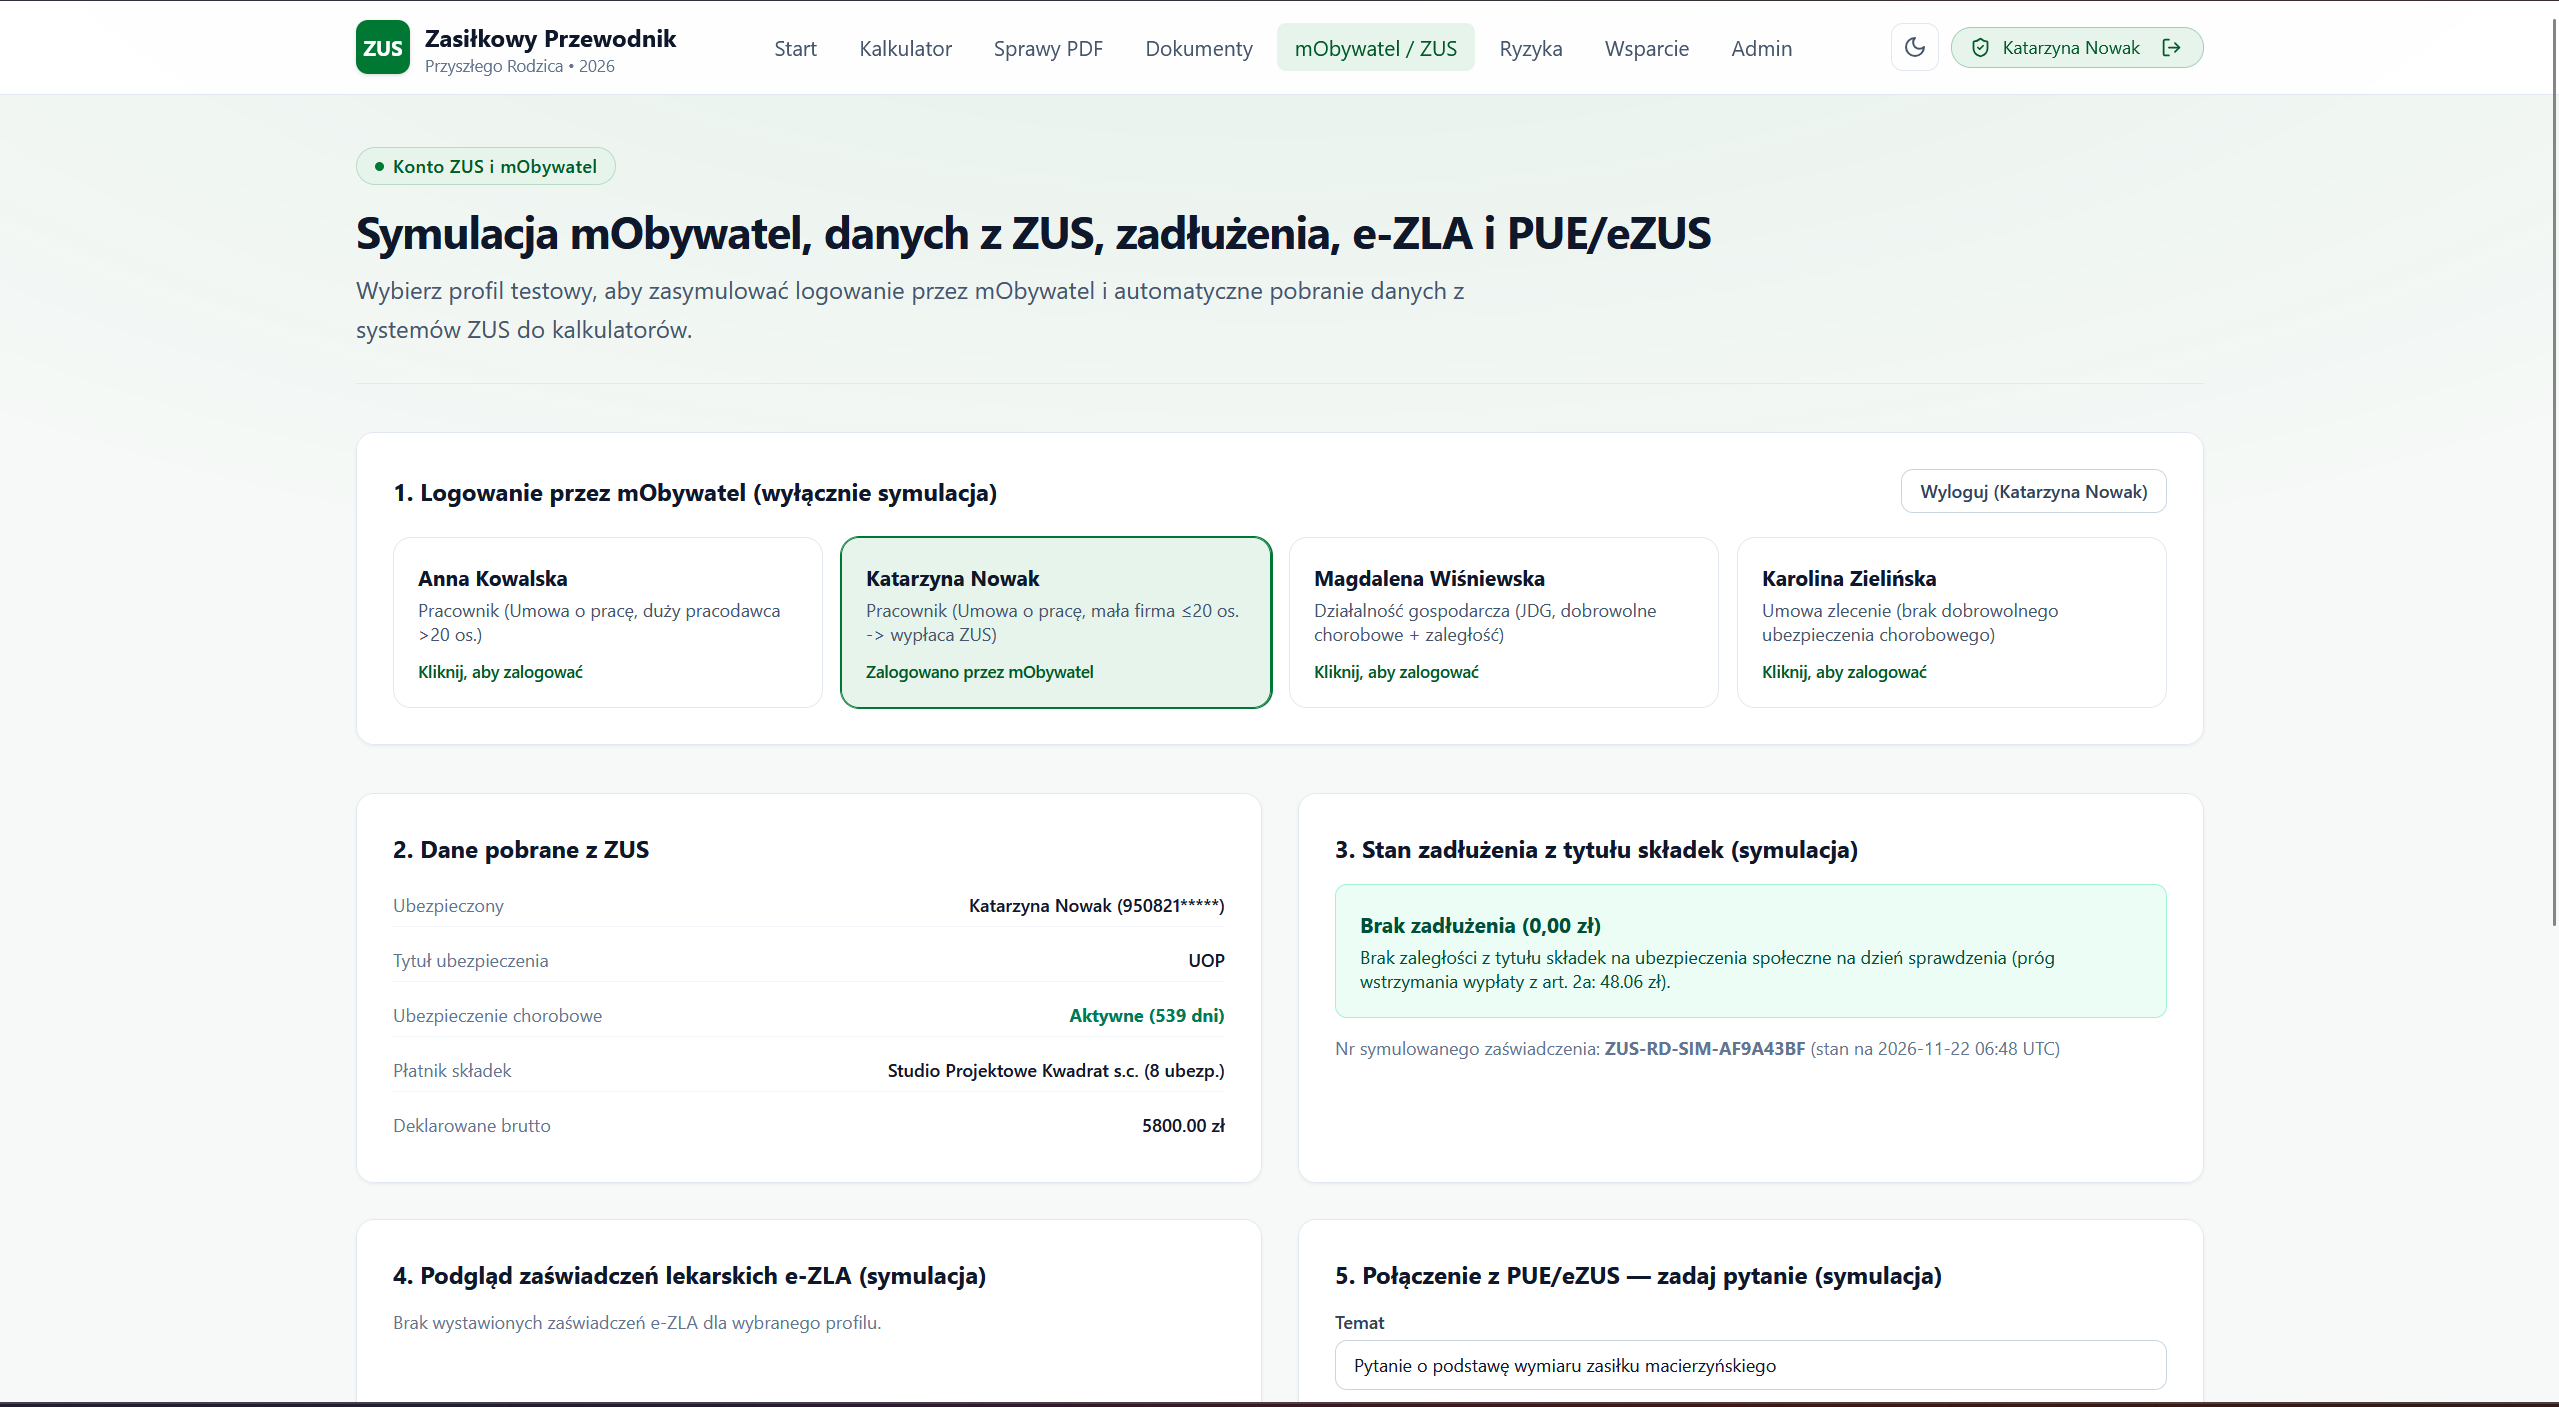 ZUS
Zasiłkowy Przewodnik
Przyszłego Rodzica • 2026
Start
Kalkulator
Sprawy PDF
Dokumenty
mObywatel / ZUS
Ryzyka
Wsparcie
Admin
Katarzyna Nowak
Konto ZUS i mObywatel
Symulacja mObywatel, danych z ZUS, zadłużenia, e-ZLA i PUE/eZUS
Wybierz profil testowy, aby zasymulować logowanie przez mObywatel i automatyczne pobranie danych z
systemów ZUS do kalkulatorów.
1. Logowanie przez mObywatel (wyłącznie symulacja)
Wyloguj (Katarzyna Nowak)
Anna Kowalska
Pracownik (Umowa o pracę, duży pracodawca
>20 os.)
Kliknij, aby zalogować
Katarzyna Nowak
Pracownik (Umowa o pracę, mała firma ≤20 os.
-> wypłaca ZUS)
Zalogowano przez mObywatel
Magdalena Wiśniewska
Działalność gospodarcza (JDG, dobrowolne
chorobowe + zaległość)
Kliknij, aby zalogować
Karolina Zielińska
Umowa zlecenie (brak dobrowolnego
ubezpieczenia chorobowego)
Kliknij, aby zalogować
2. Dane pobrane z ZUS
Ubezpieczony
Katarzyna Nowak (950821*****)
Tytuł ubezpieczenia
UOP
Ubezpieczenie chorobowe
Aktywne (539 dni)
Płatnik składek
Studio Projektowe Kwadrat s.c. (8 ubezp.)
Deklarowane brutto
5800.00 zł
3. Stan zadłużenia z tytułu składek (symulacja)
Brak zadłużenia (0,00 zł)
Brak zaległości z tytułu składek na ubezpieczenia społeczne na dzień sprawdzenia (próg
wstrzymania wypłaty z art. 2a: 48.06 zł).
Nr symulowanego zaświadczenia: ZUS-RD-SIM-AF9A43BF (stan na 2026-11-22 06:48 UTC)
4. Podgląd zaświadczeń lekarskich e-ZLA (symulacja)
Brak wystawionych zaświadczeń e-ZLA dla wybranego profilu.
5. Połączenie z PUE/eZUS — zadaj pytanie (symulacja)
Temat
Pytanie o podstawę wymiaru zasiłku macierzyńskiego